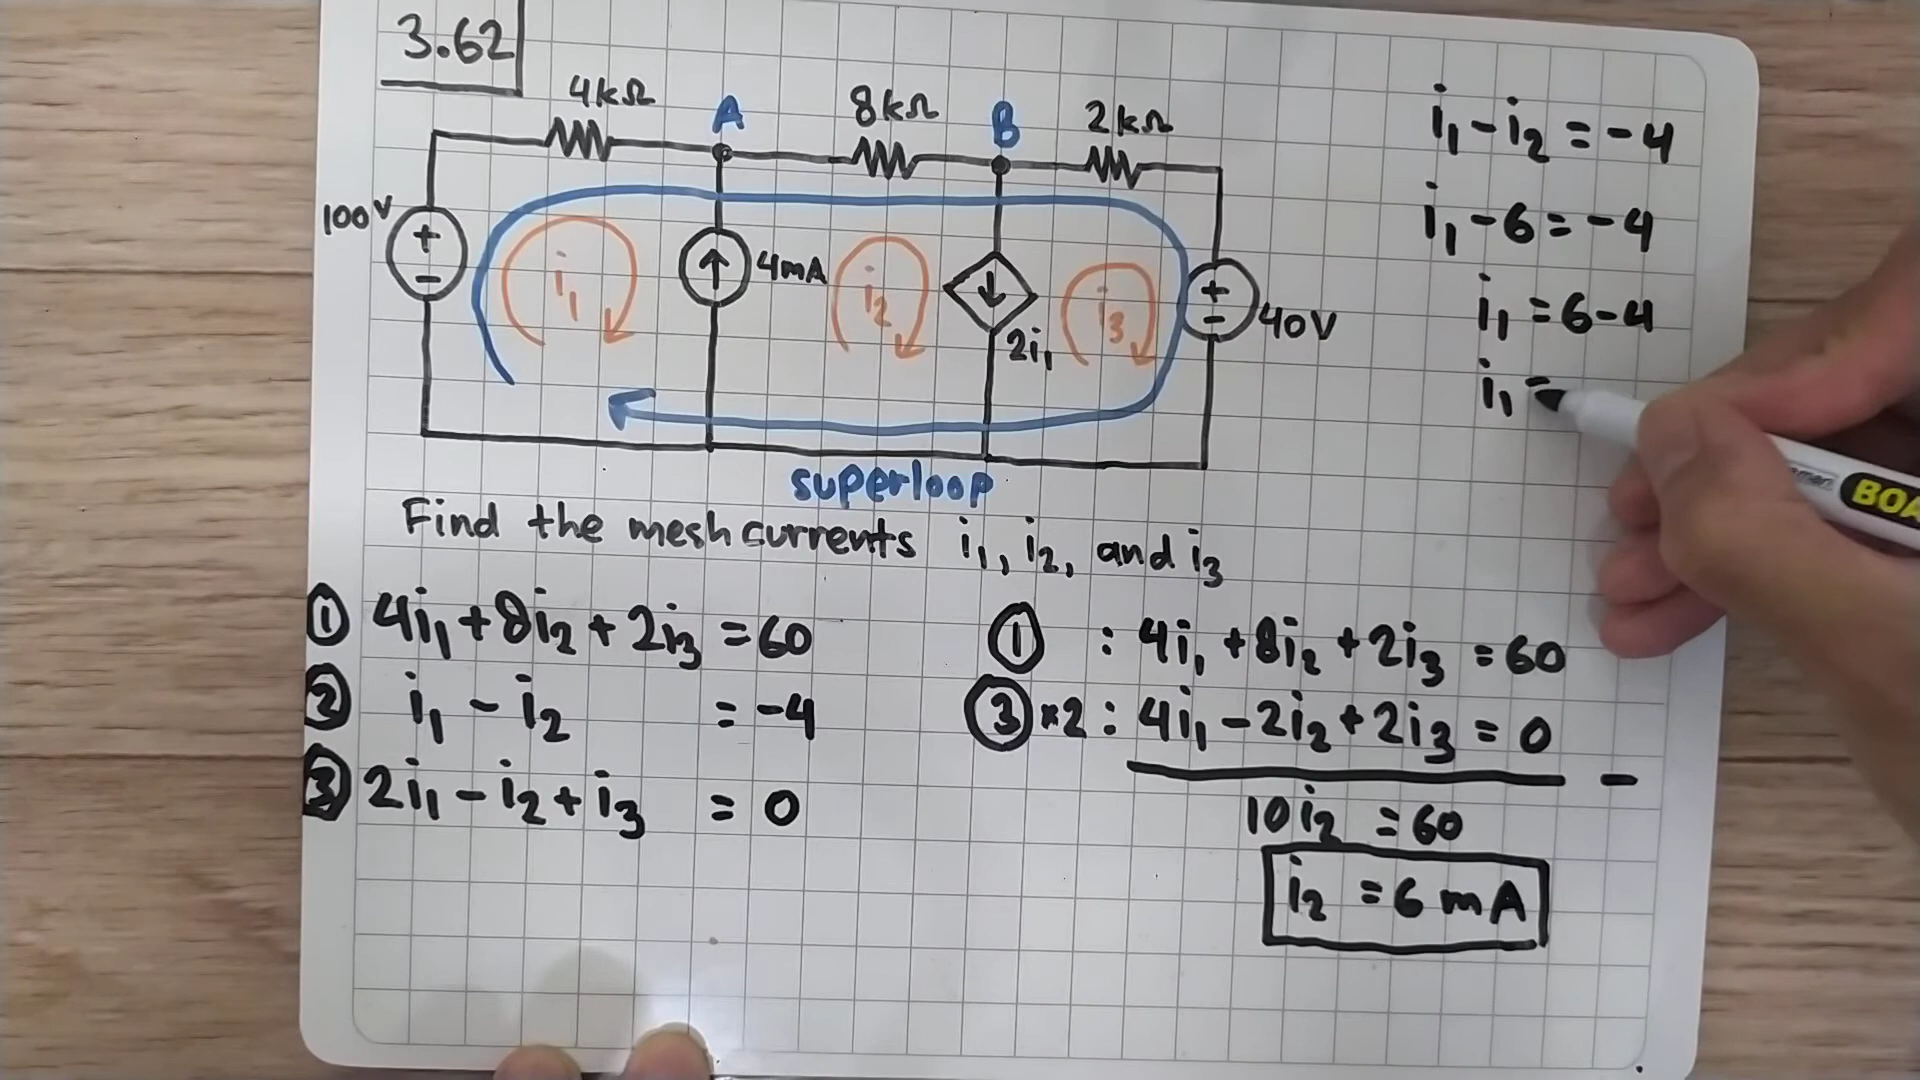 3.62
4kΩ
A
8kΩ
B
2kΩ
100V
+
-
i1
4mA
i2
2i1
i3
+
-
40V
superloop
Find the mesh currents i1, i2, and i3
① 4i1 + 8i2 + 2i3 = 60
② i1 - i2 = -4
③ 2i1 - i2 + i3 = 0
① : 4i1 + 8i2 + 2i3 = 60
③ x2 : 4i1 - 2i2 + 2i3 = 0
-
10i2 = 60
i2 = 6 mA
i1 - i2 = -4
i1 - 6 = -4
i1 = 6 - 4
i1 =